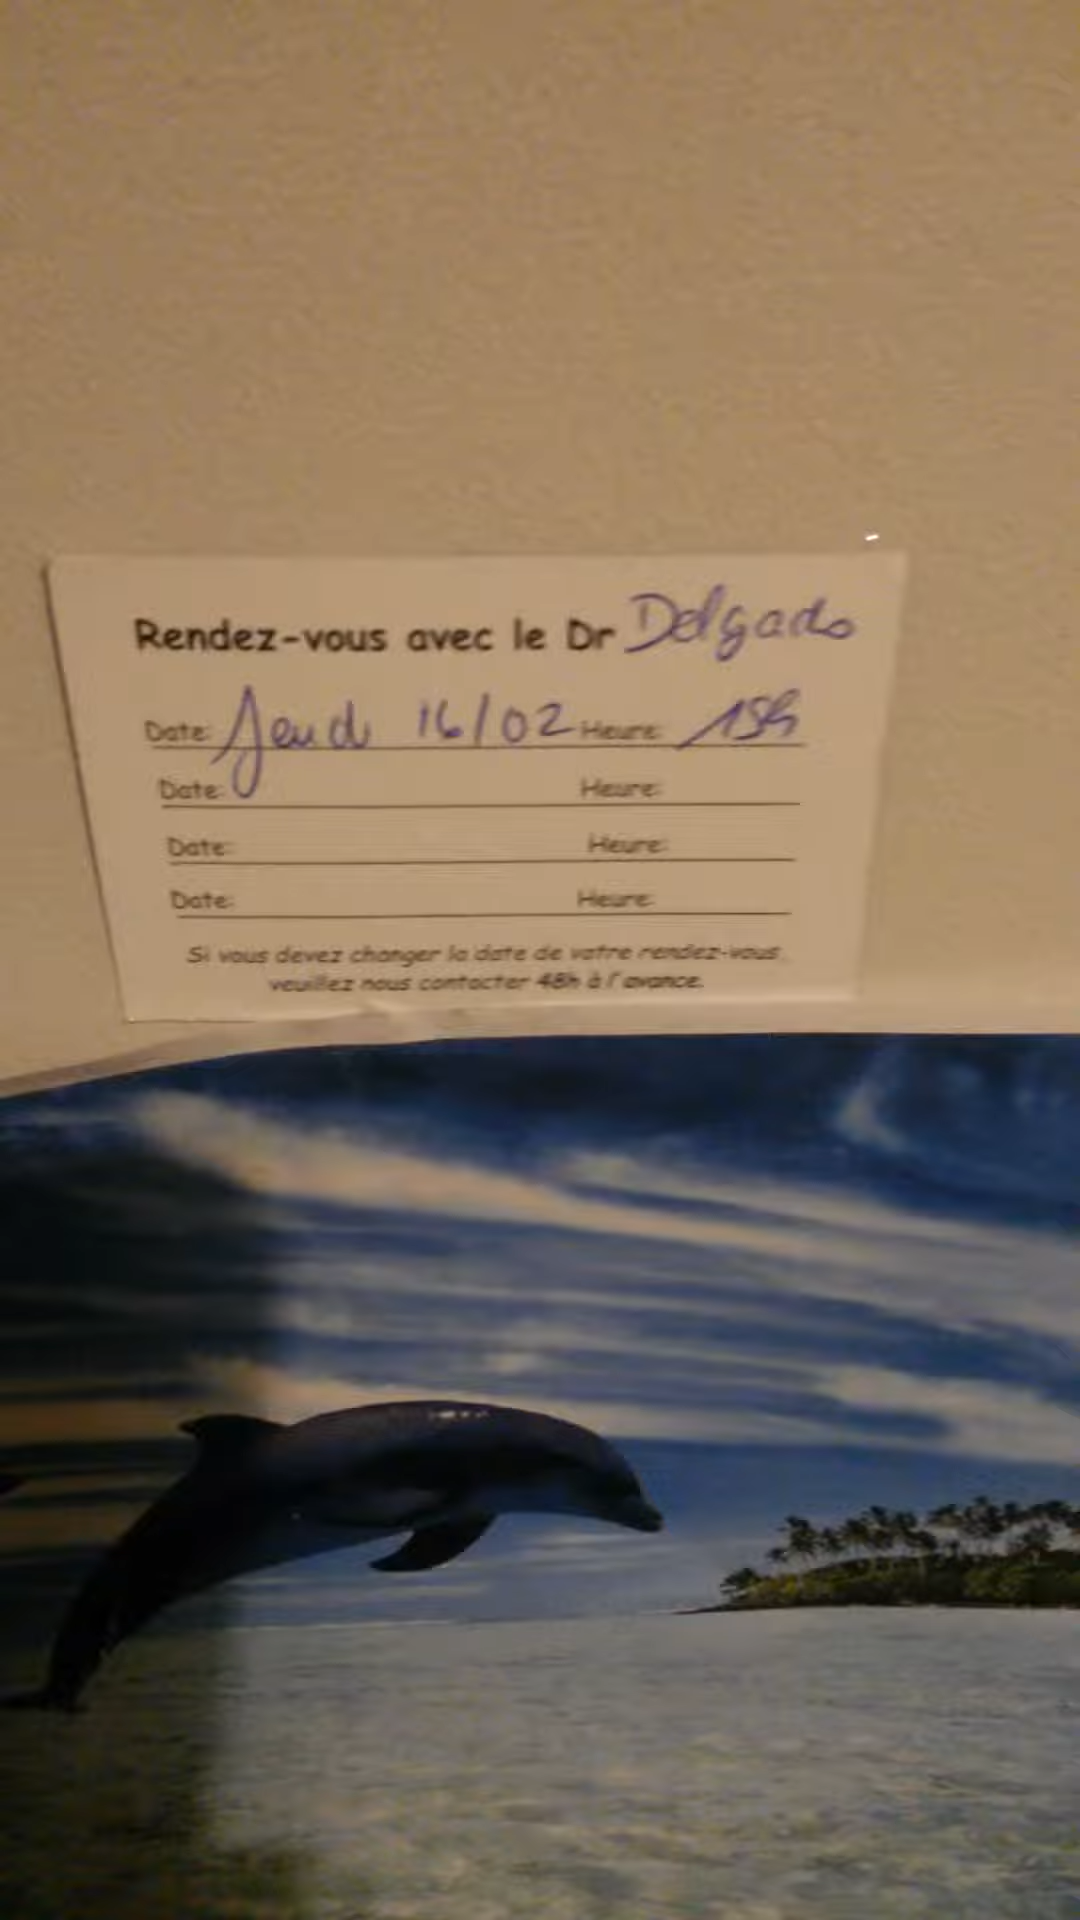 Rendez-vous avec le Dr Delgado
Date: Jeudi 16/02 Heure: 15h
Date: Heure:
Date: Heure:
Date: Heure:
Si vous devez changer la date de votre rendez-vous,
veuillez nous contacter 48h à l'avance.